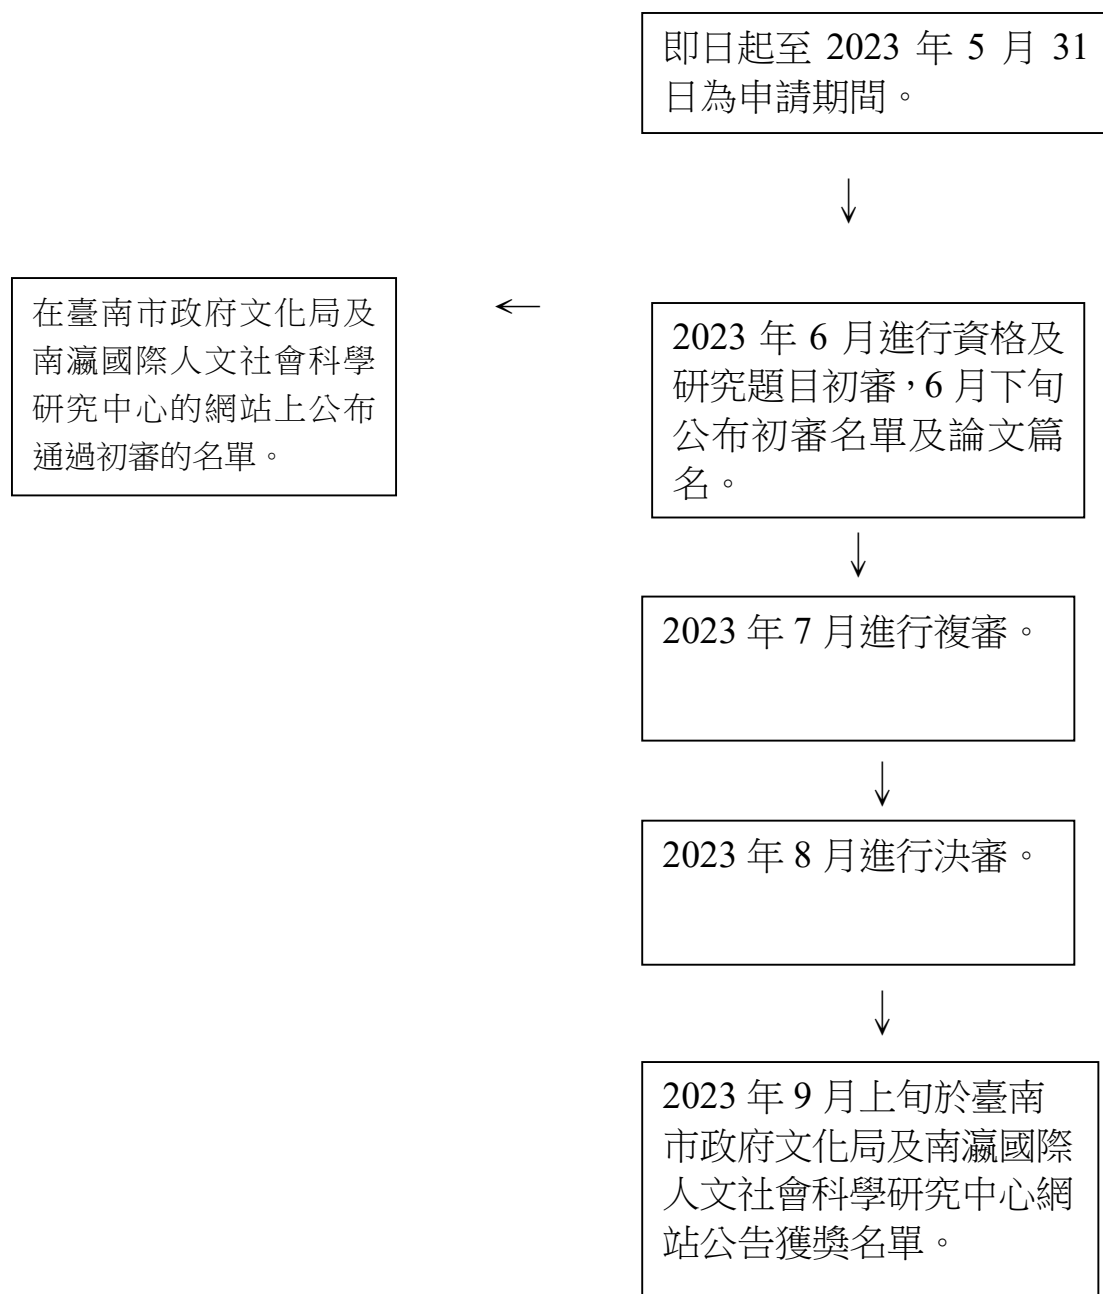 即日起至 2023 年 5 月 31
日為申請期間。
↓
在臺南市政府文化局及
南瀛國際人文社會科學
研究中心的網站上公布
通過初審的名單。
←
2023 年 6 月進行資格及
研究題目初審，6 月下旬
公布初審名單及論文篇
名。
↓
2023 年 7 月進行複審。
↓
2023 年 8 月進行決審。
↓
2023 年 9 月上旬於臺南
市政府文化局及南瀛國際
人文社會科學研究中心網
站公告獲獎名單。